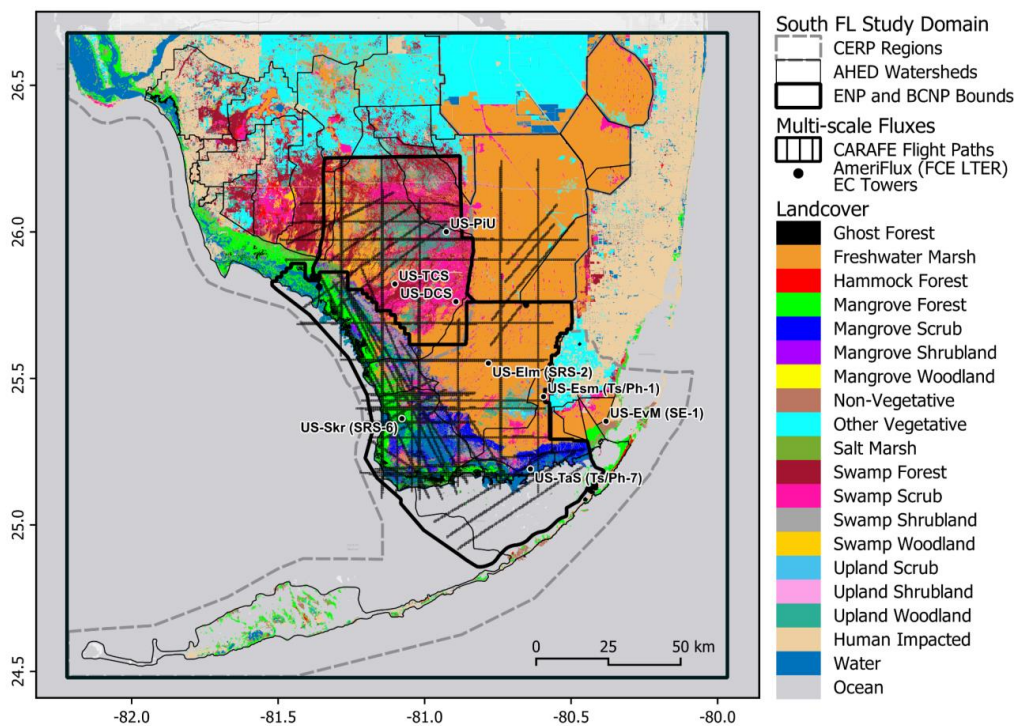 South FL Study Domain
CERP Regions
AHED Watersheds
ENP and BCNP Bounds
Multi-scale Fluxes
CARAFE Flight Paths
AmeriFlux (FCE LTER)
EC Towers
Landcover
Ghost Forest
Freshwater Marsh
Hammock Forest
Mangrove Forest
Mangrove Scrub
Mangrove Shrubland
Mangrove Woodland
Non-Vegetative
Other Vegetative
Salt Marsh
Swamp Forest
Swamp Scrub
Swamp Shrubland
Swamp Woodland
Upland Scrub
Upland Shrubland
Upland Woodland
Human Impacted
Water
Ocean
26.5
26.0
25.5
25.0
24.5
US-PiU
US-TCS
US-DCS
US-Elm (SRS-2)
US-Esm (Ts/Ph-1)
US-EvM (SE-1)
US-Skr (SRS-6)
US-TaS (Ts/Ph-7)
0 25 50 km
-82.0 -81.5 -81.0 -80.5 -80.0